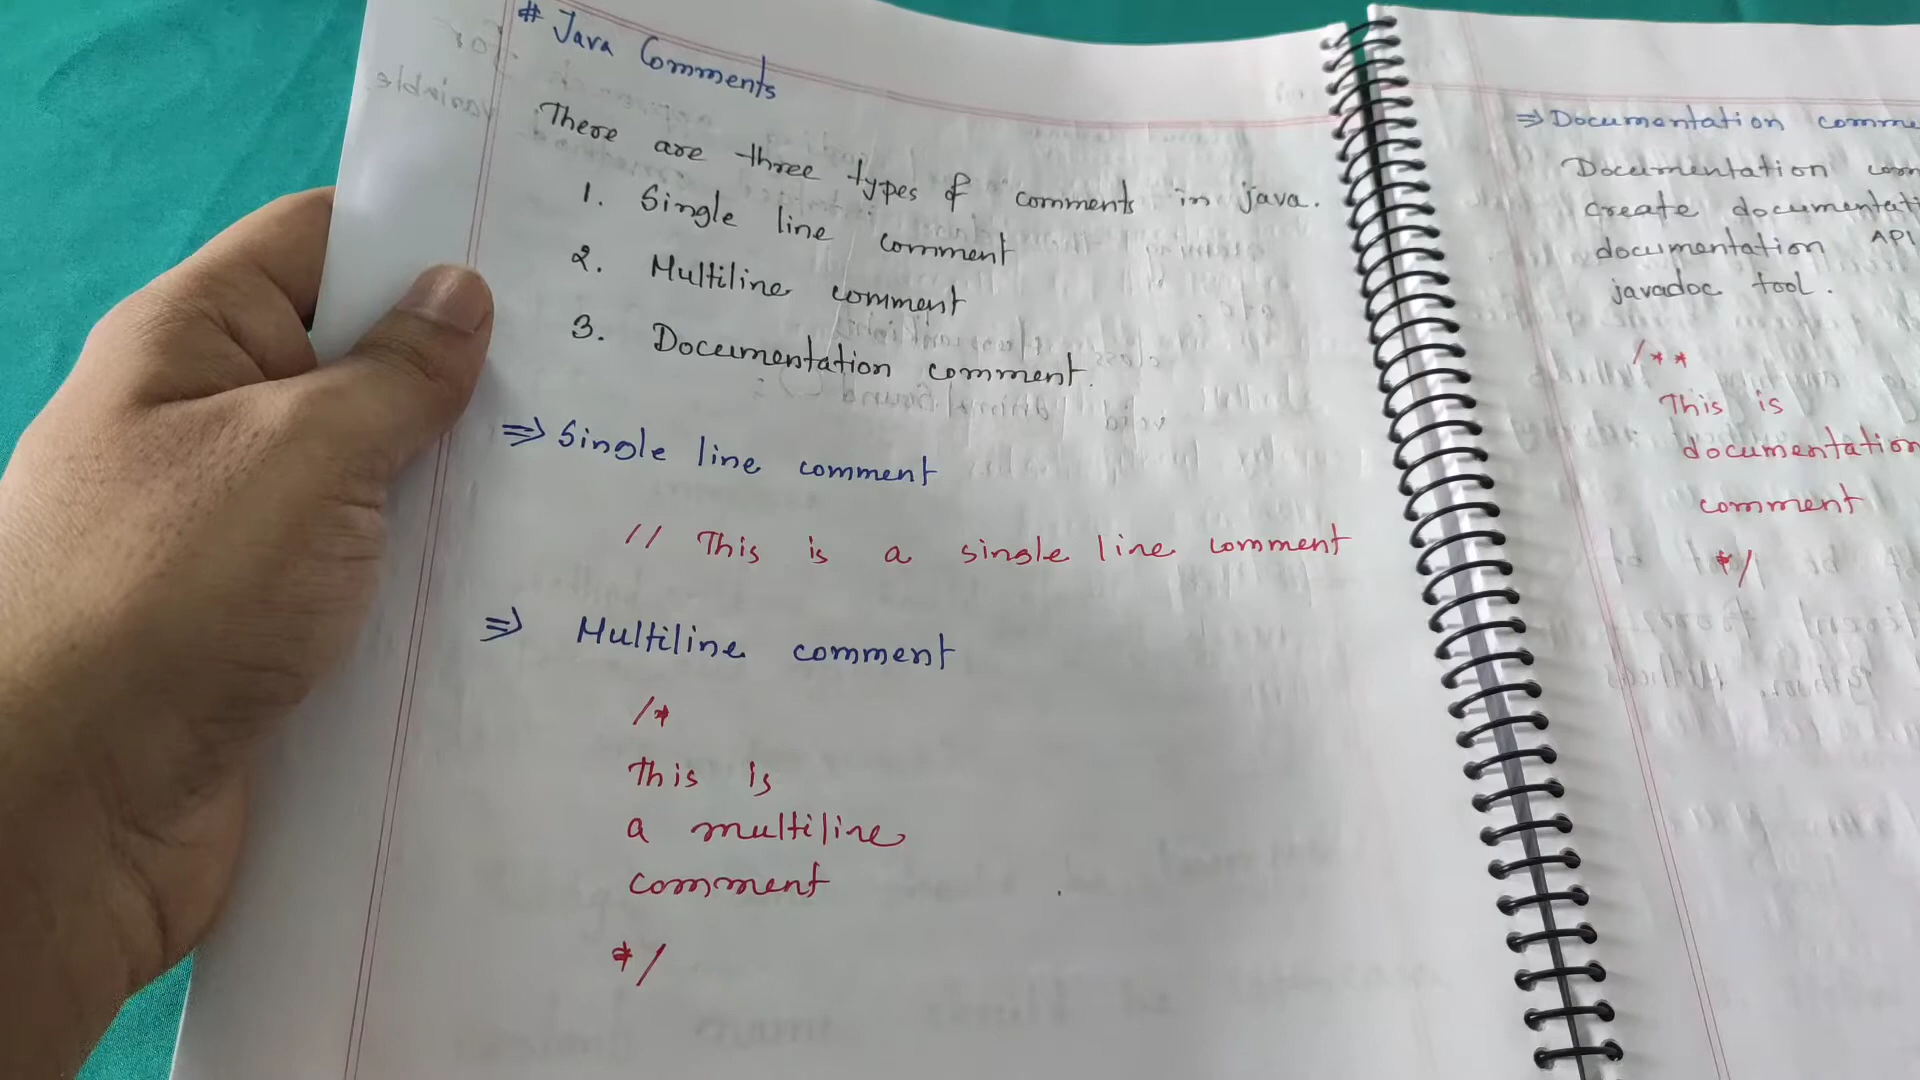 # Java Comments
There are three types of comments in java.
1. Single line comment
2. Multiline comment
3. Documentation comment.
⇒ Single line comment
// This is a single line comment
⇒ Multiline comment
/*
this is
a multiline
comment
*/
⇒ Documentation
Documentation
create
documentation API
javadoc tool.
/**
This is
documentation
comment
*/